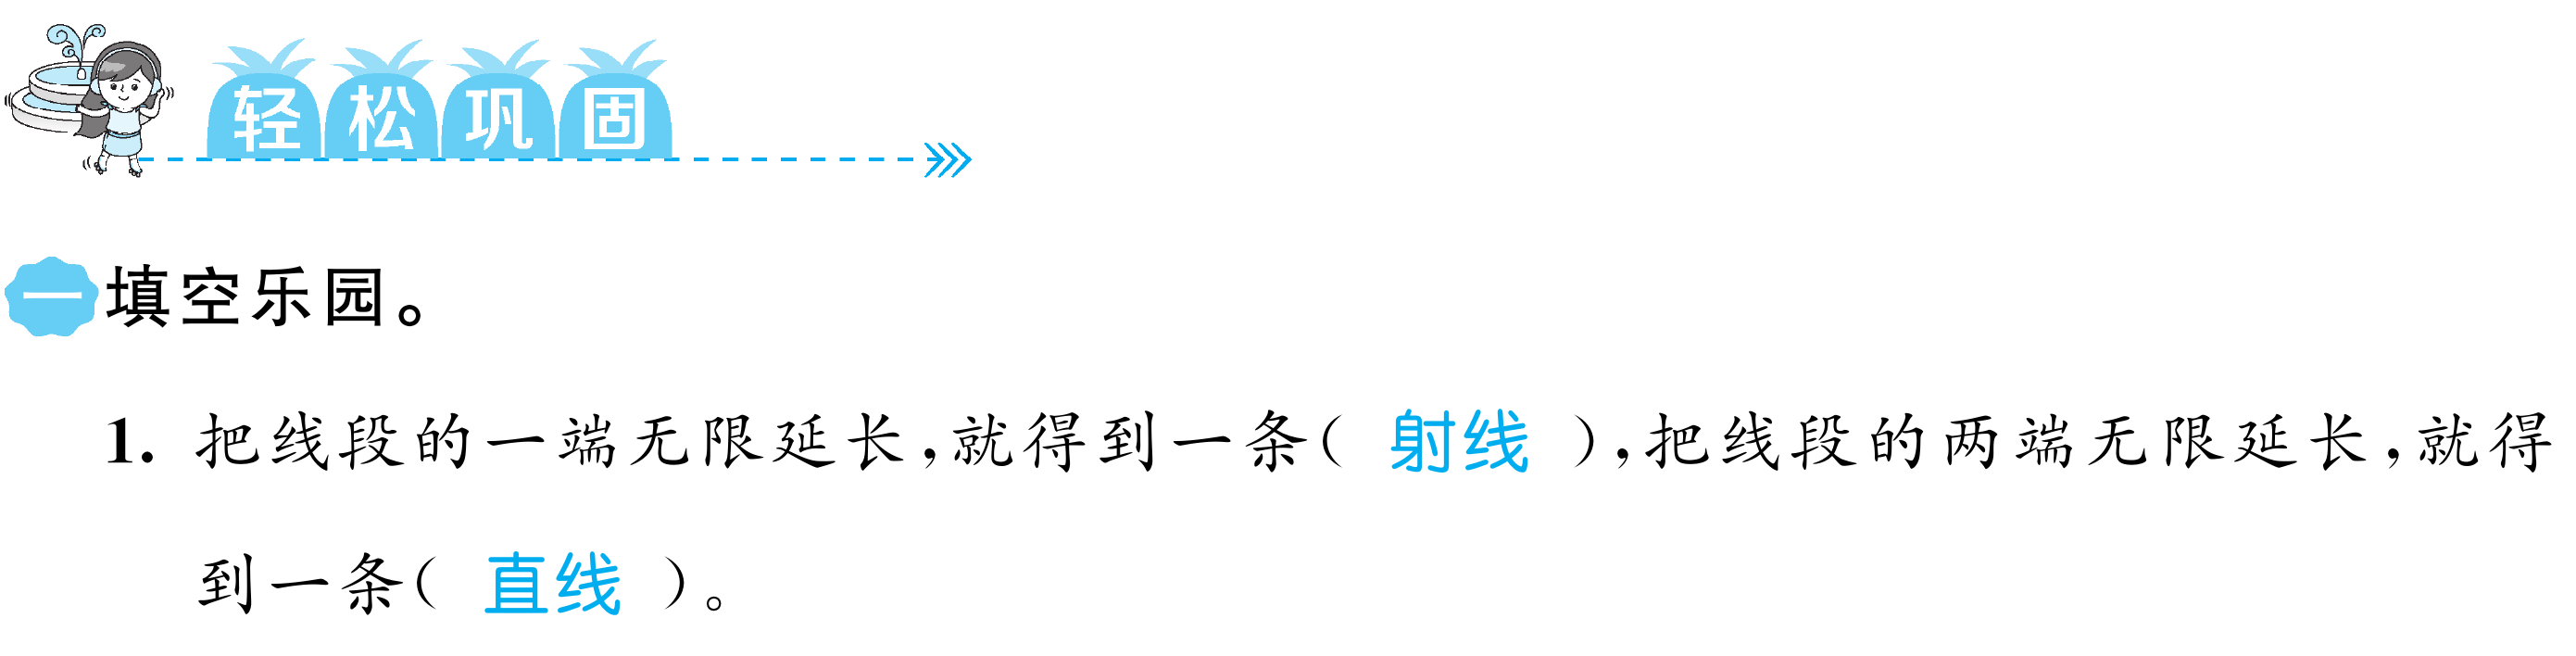 轻松巩固
一 填空乐园。
1. 把线段的一端无限延长,就得到一条( 射线 ),把线段的两端无限延长,就得
到一条( 直线 )。